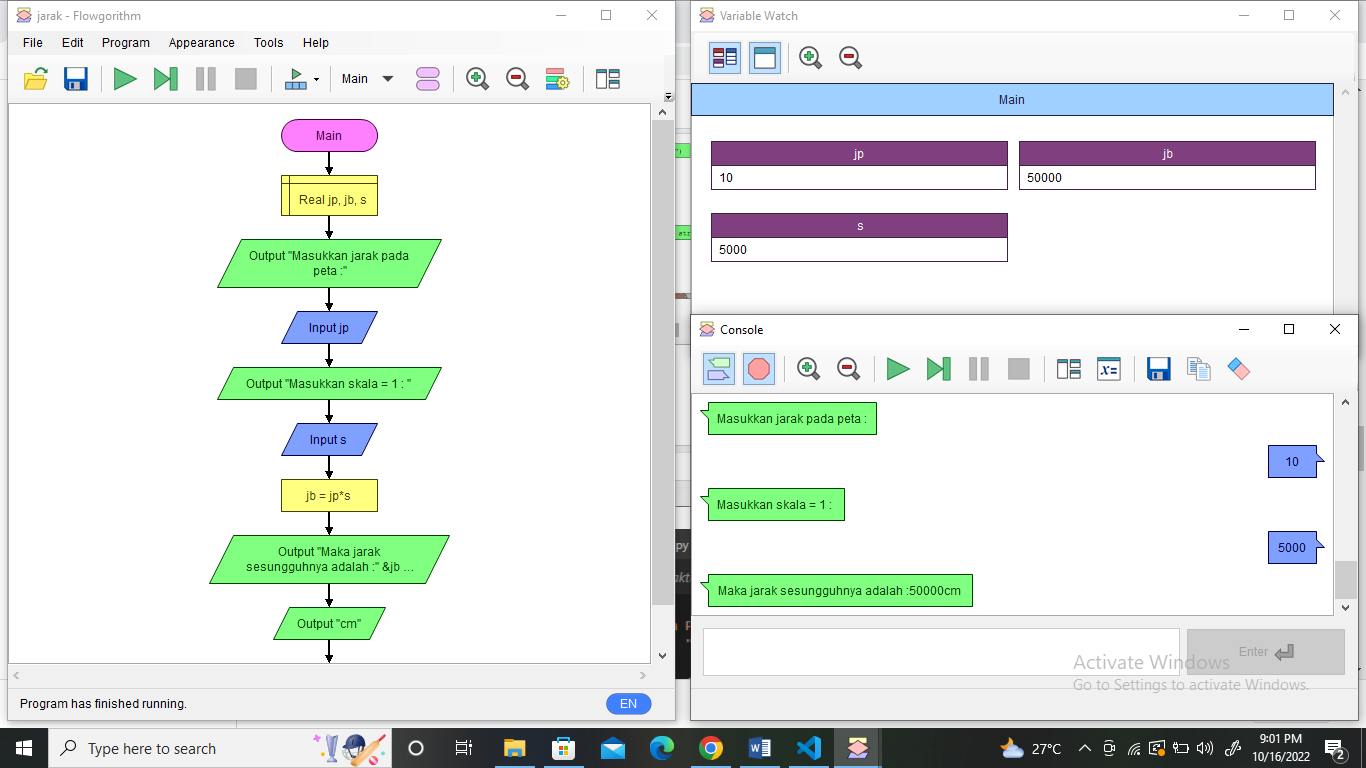 jarak - Flowgorithm
File Edit Program Appearance Tools Help
Main
Main
Real jp, jb, s
Output "Masukkan jarak pada
peta :"
Input jp
Output "Masukkan skala = 1 : "
Input s
jb = jp*s
Output "Maka jarak
sesungguhnya adalah :" &jb ...
Output "cm"
Program has finished running.
EN
Variable Watch
Main
jp
10
jb
50000
s
5000
Console
x=
Masukkan jarak pada peta :
10
Masukkan skala = 1 :
5000
Maka jarak sesungguhnya adalah :50000cm
Enter
Activate Windows
Go to Settings to activate Windows.
Type here to search
27°C
9:01 PM
10/16/2022
2